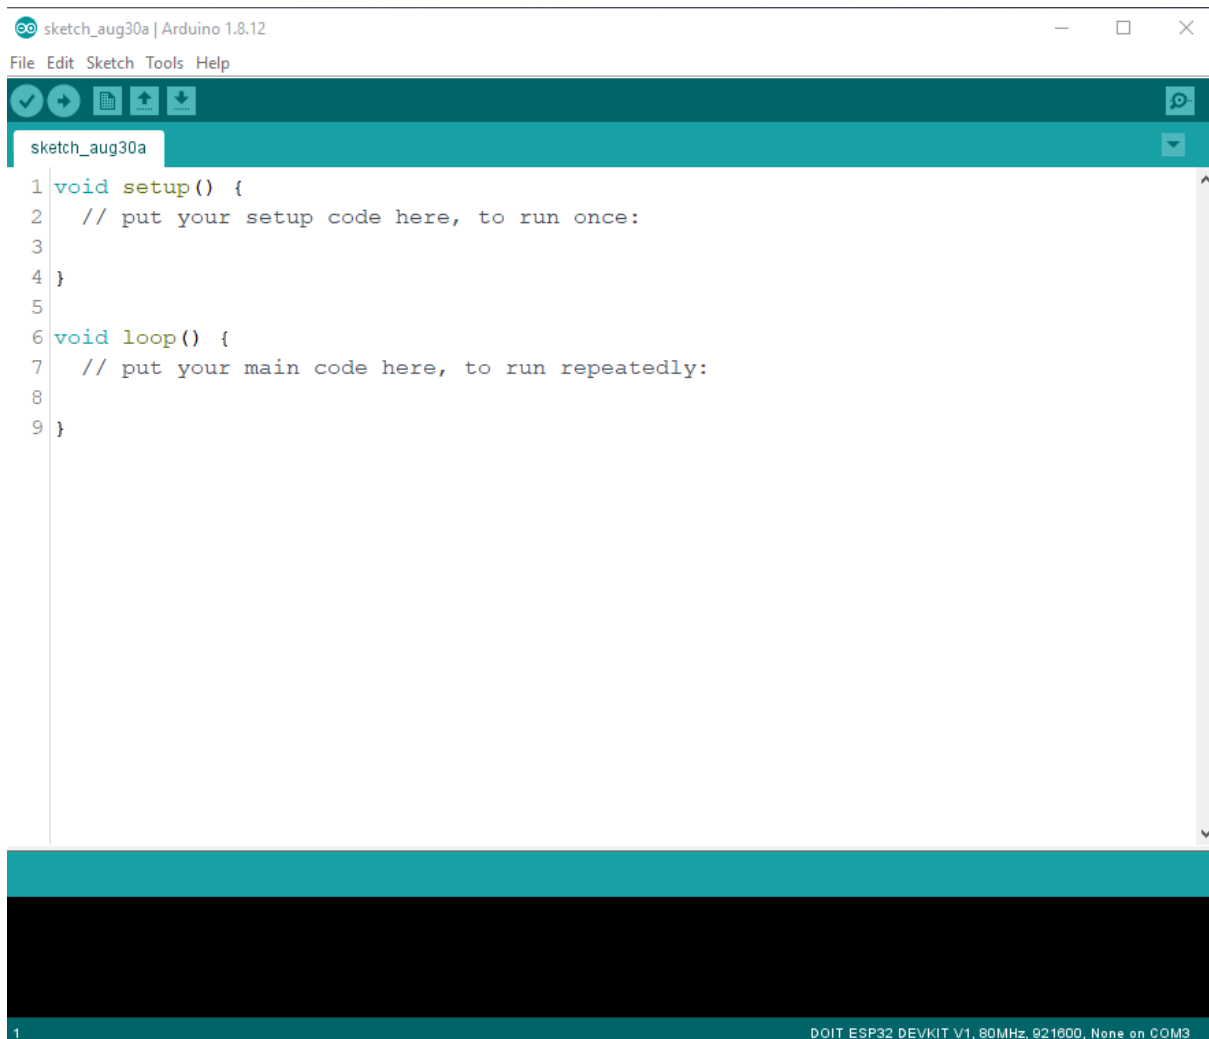 sketch_aug30a | Arduino 1.8.12
File Edit Sketch Tools Help
sketch_aug30a
1 void setup() {
2   // put your setup code here, to run once:
3
4 }
5
6 void loop() {
7   // put your main code here, to run repeatedly:
8
9 }
1 DOIT ESP32 DEVKIT V1, 80MHz, 921600, None on COM3